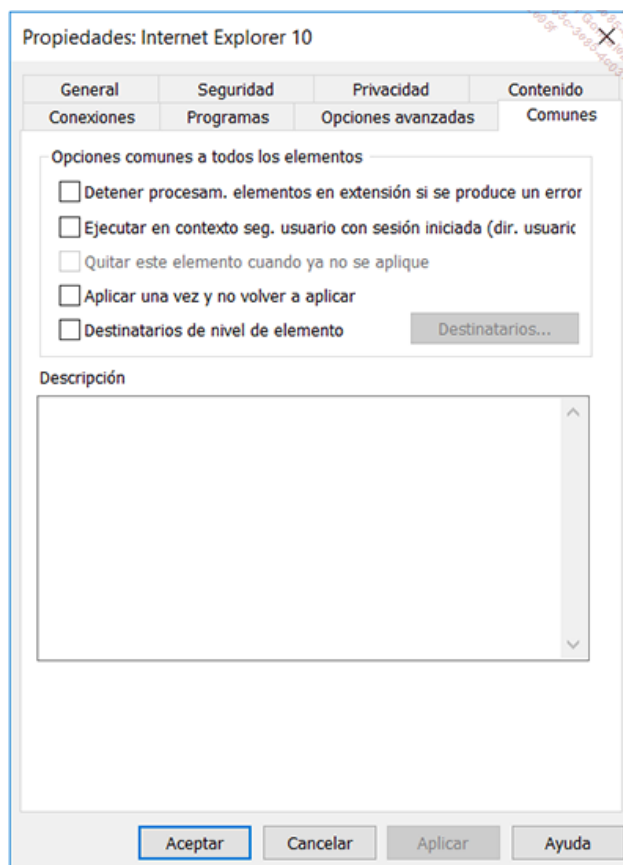 Propiedades: Internet Explorer 10
General Seguridad Privacidad Contenido
Conexiones Programas Opciones avanzadas Comunes
Opciones comunes a todos los elementos
Detener procesam. elementos en extensión si se produce un error
Ejecutar en contexto seg. usuario con sesión iniciada (dir. usuaric
Quitar este elemento cuando ya no se aplique
Aplicar una vez y no volver a aplicar
Destinatarios de nivel de elemento Destinatarios...
Descripción
Aceptar Cancelar Aplicar Ayuda